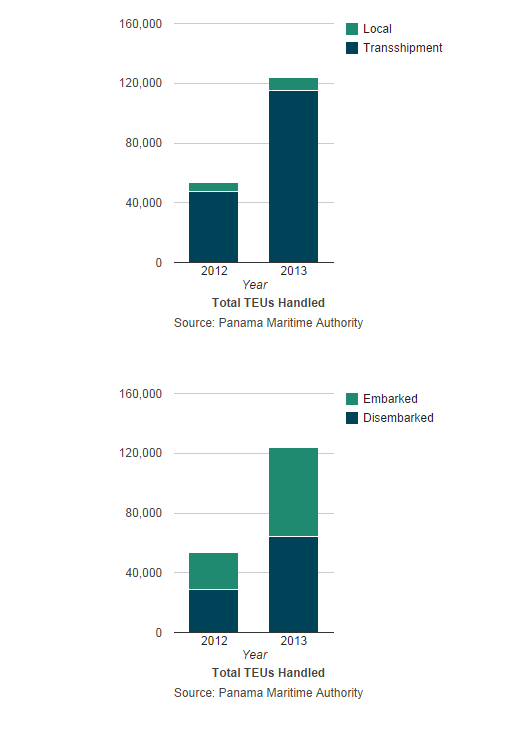 160,000
Local
Transshipment
120,000
80,000
40,000
0
2012 2013
Year
Total TEUs Handled
Source: Panama Maritime Authority
160,000
Embarked
Disembarked
120,000
80,000
40,000
0
2012 2013
Year
Total TEUs Handled
Source: Panama Maritime Authority